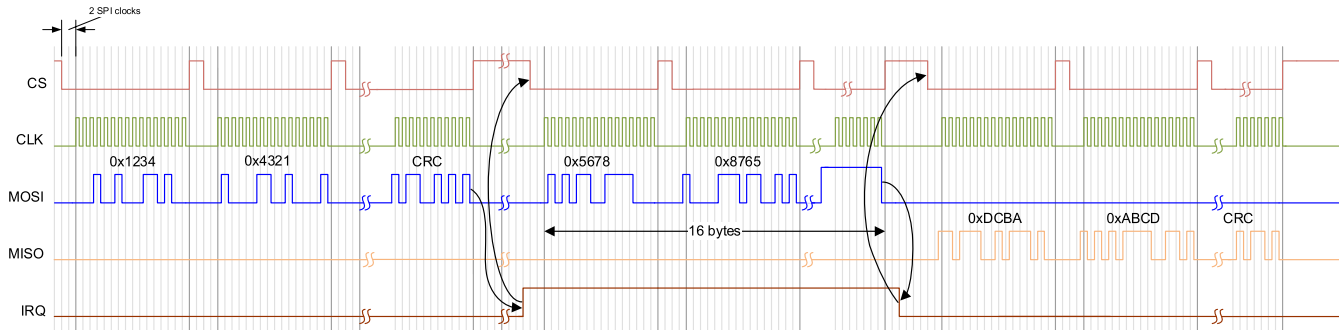 2 SPI clocks
CS
CLK
0x1234 0x4321 CRC 0x5678 0x8765
MOSI
0xDCBA 0xABCD CRC
16 bytes
MISO
IRQ